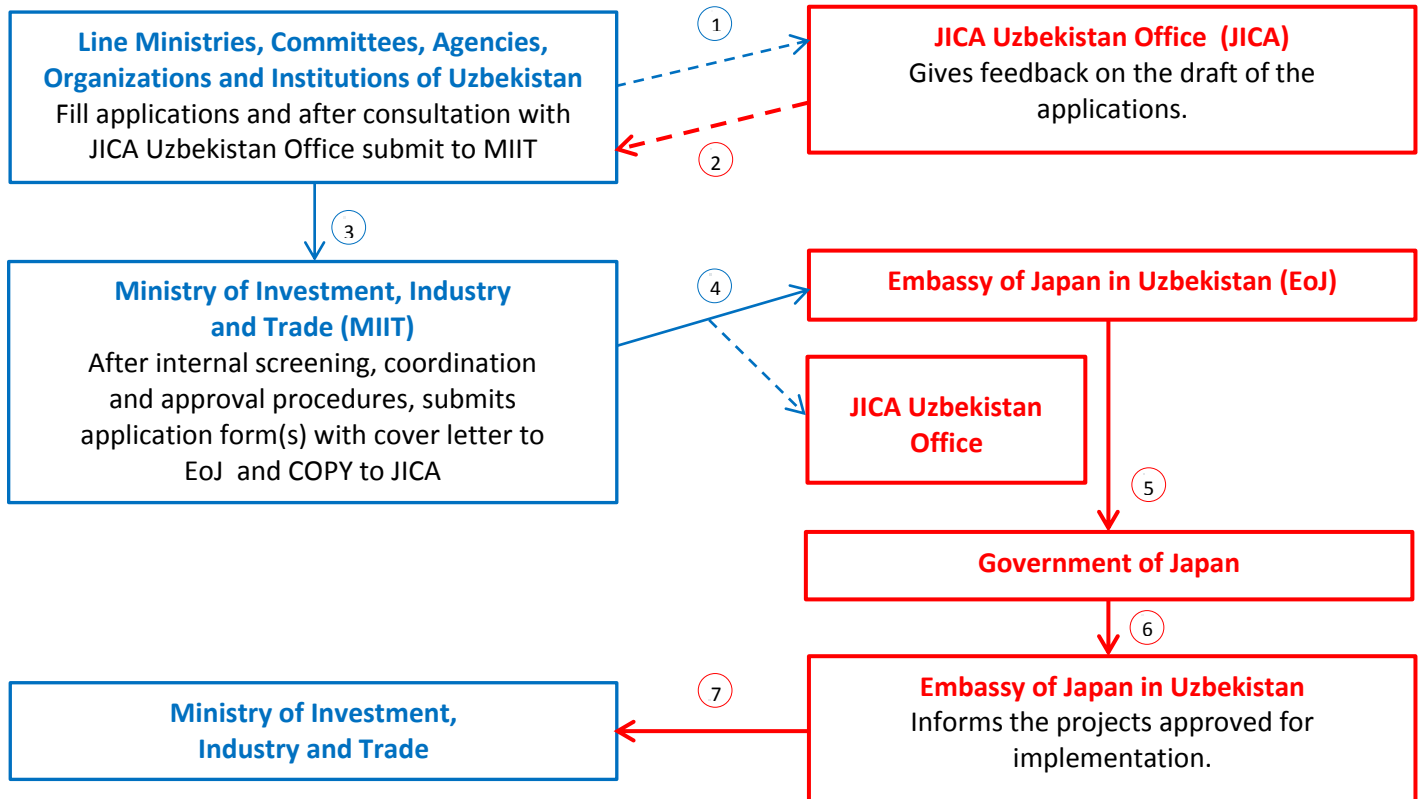 Line Ministries, Committees, Agencies,
Organizations and Institutions of Uzbekistan
Fill applications and after consultation with
JICA Uzbekistan Office submit to MIIT
1
2
JICA Uzbekistan Office (JICA)
Gives feedback on the draft of the
applications.
3
Ministry of Investment, Industry
and Trade (MIIT)
After internal screening, coordination
and approval procedures, submits
application form(s) with cover letter to
EoJ and COPY to JICA
4
Embassy of Japan in Uzbekistan (EoJ)
JICA Uzbekistan
Office
5
Government of Japan
6
Embassy of Japan in Uzbekistan
Informs the projects approved for
implementation.
7
Ministry of Investment,
Industry and Trade